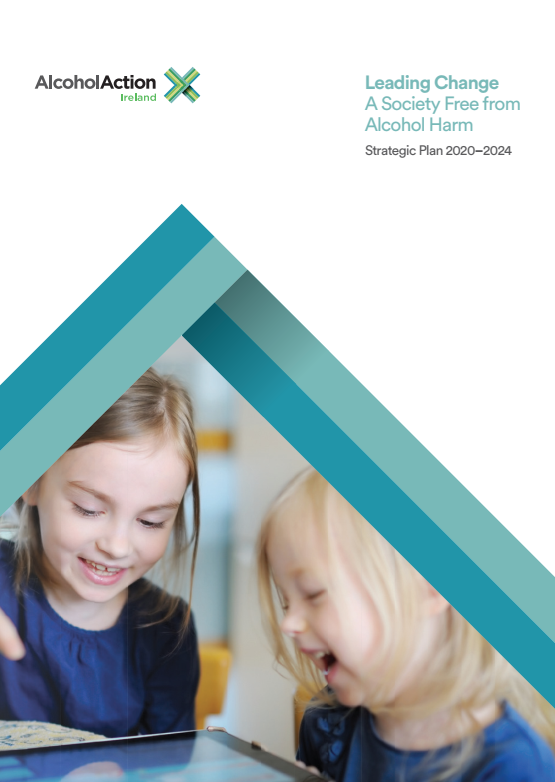 AlcoholAction
Ireland
Leading Change
A Society Free from
Alcohol Harm
Strategic Plan 2020–2024